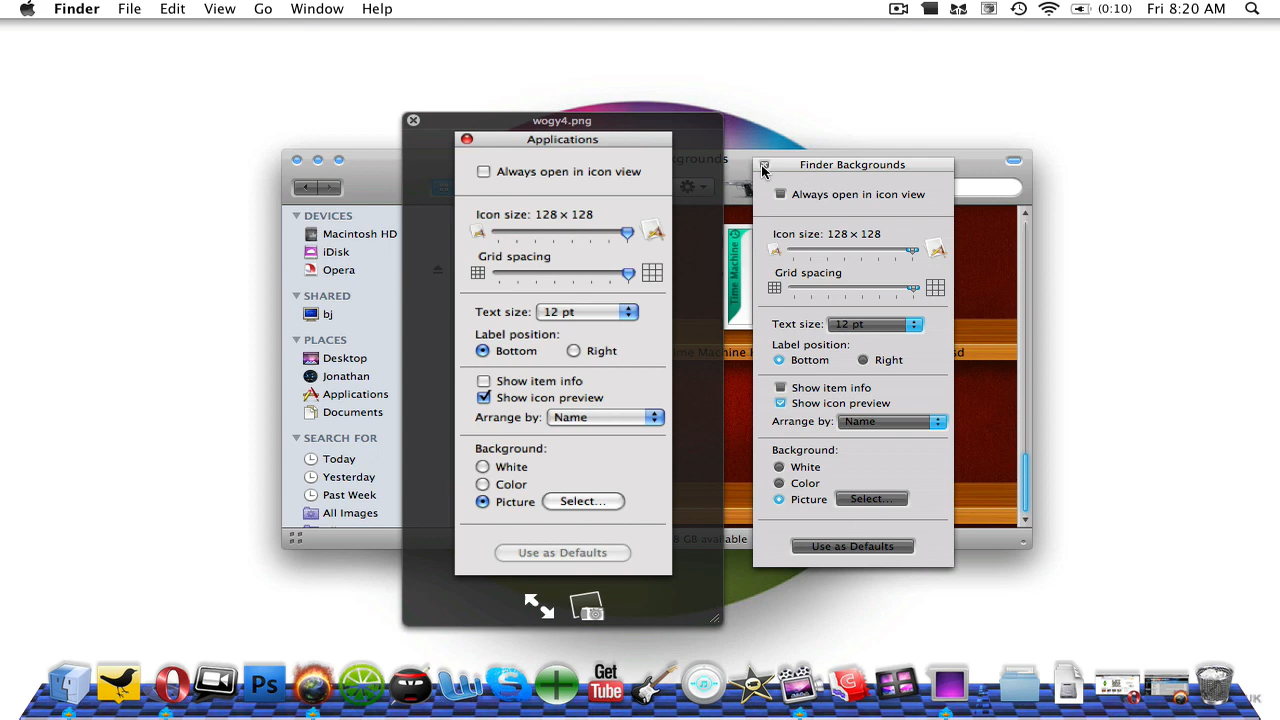 Finder File Edit View Go Window Help
(0:10) Fri 8:20 AM
wogy4.png
Applications
Always open in icon view
Icon size: 128 × 128
Grid spacing
Text size: 12 pt
Label position:
Bottom Right
Show item info
Show icon preview
Arrange by: Name
Background:
White
Color
Picture Select...
Use as Defaults
Finder Backgrounds
Always open in icon view
Icon size: 128 × 128
Grid spacing
Text size: 12 pt
Label position:
Bottom Right
Show item info
Show icon preview
Arrange by: Name
Background:
White
Color
Picture Select...
Use as Defaults
DEVICES
Macintosh HD
iDisk
Opera
SHARED
bj
PLACES
Desktop
Jonathan
Applications
Documents
SEARCH FOR
Today
Yesterday
Past Week
All Images
Time Machine
GB available
Ps
Get
Tube